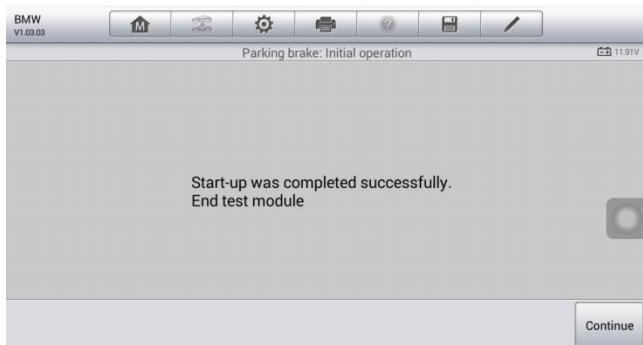 BMW
V1.03.03
M
Parking brake: Initial operation
11.91V
Start-up was completed successfully.
End test module
Continue